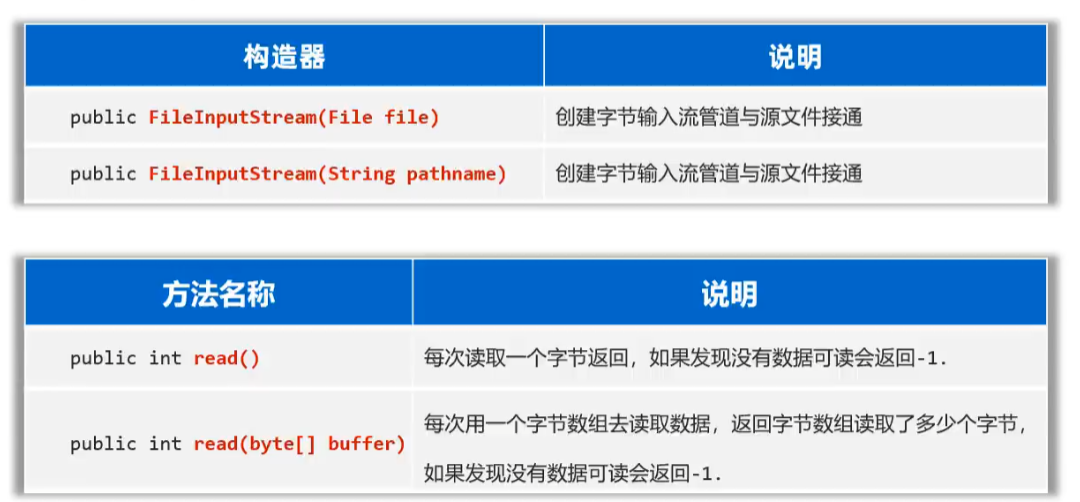 构造器 说明
public FileInputStream(File file) 创建字节输入流管道与源文件接通
public FileInputStream(String pathname) 创建字节输入流管道与源文件接通
方法名称 说明
public int read() 每次读取一个字节返回，如果发现没有数据可读会返回-1.
public int read(byte[] buffer) 每次用一个字节数组去读取数据，返回字节数组读取了多少个字节，
如果发现没有数据可读会返回-1.